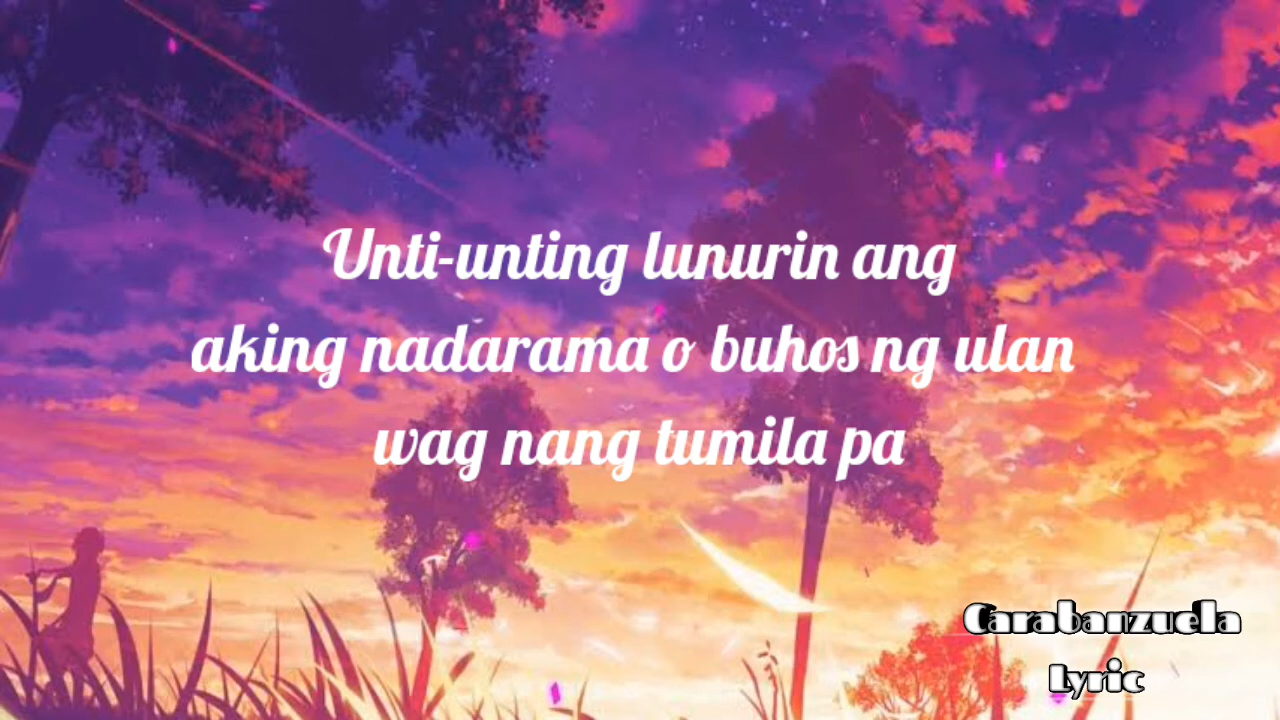 Unti-unting lunurin ang
aking nadarama o buhos ng ulan
wag nang tumila pa
Carabanzuela
Lyric